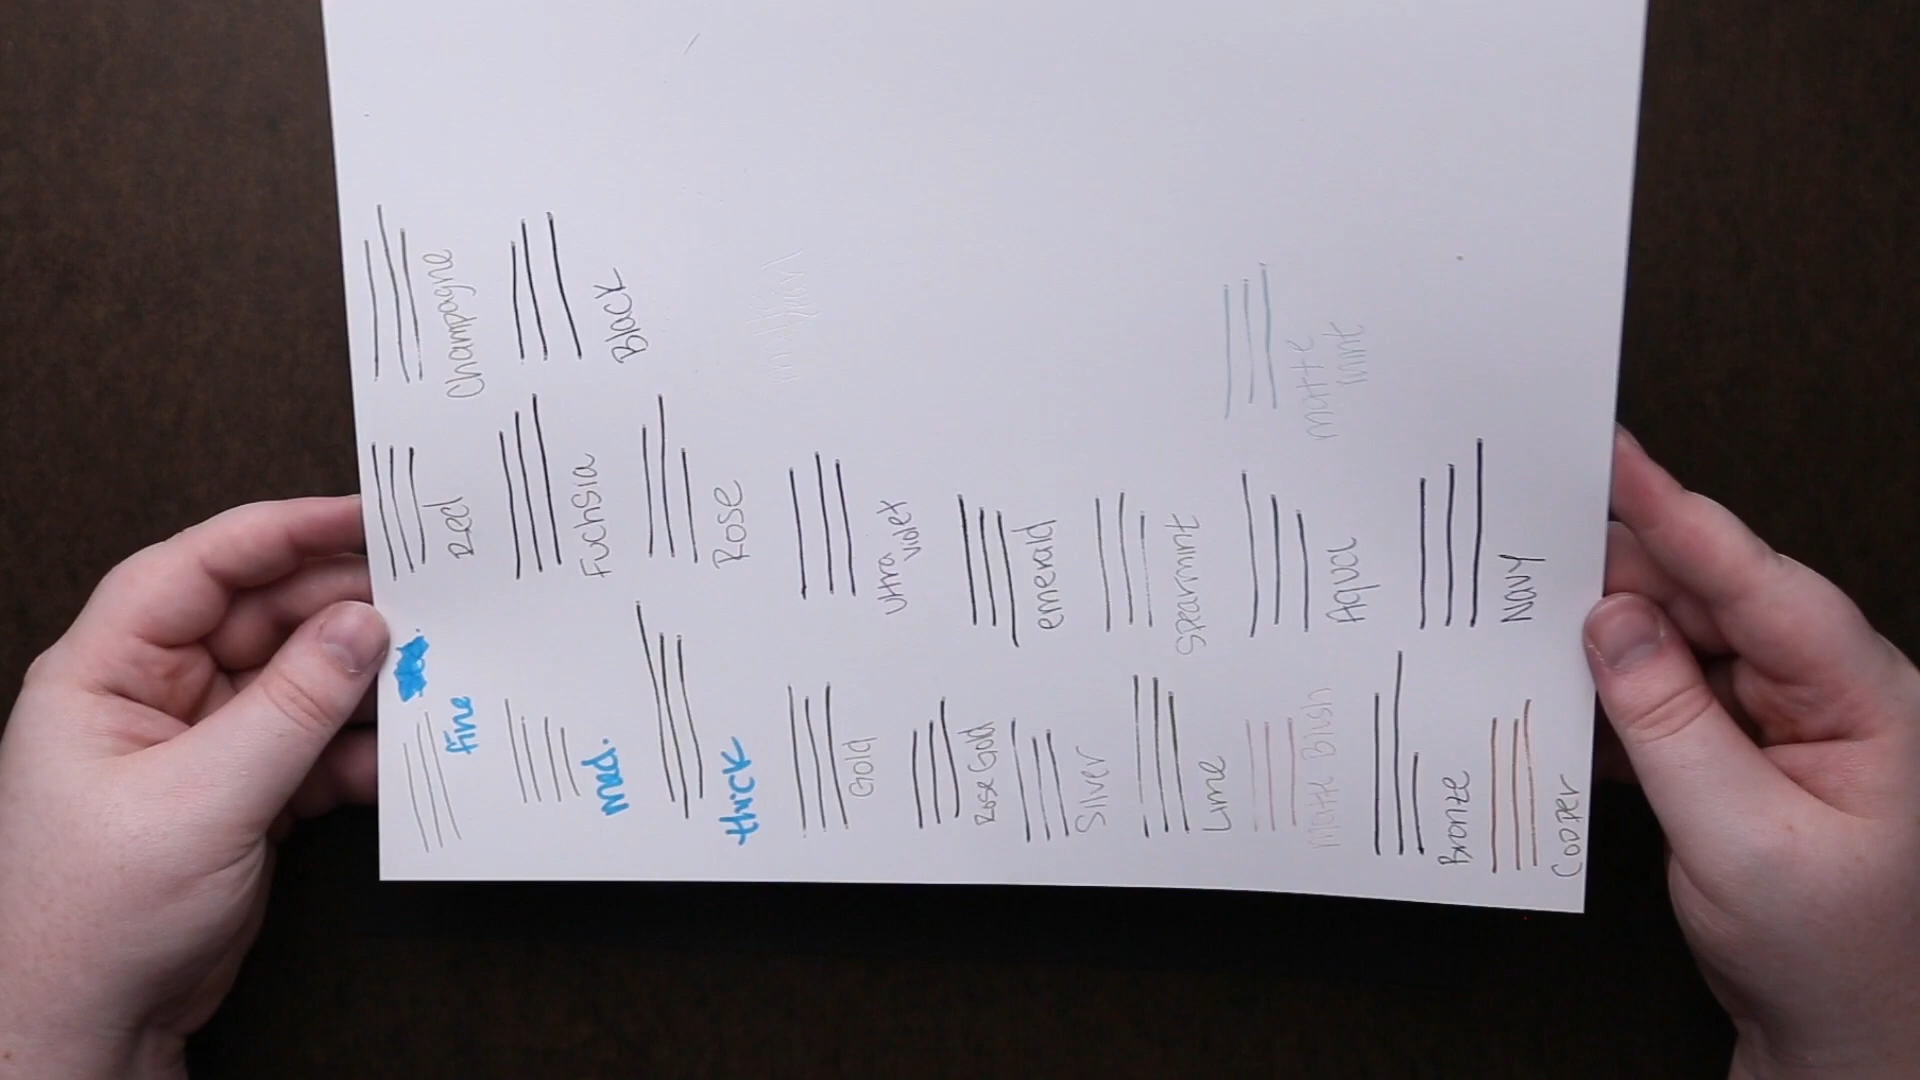 Champagne
Black
matte
mint
Red
Fuchsia
Rose
Ultra
Violet
emerald
Spearmint
Aqua
Navy
fine
med.
thick
Gold
Rose Gold
Silver
Lime
Matte Blush
Bronze
Copper